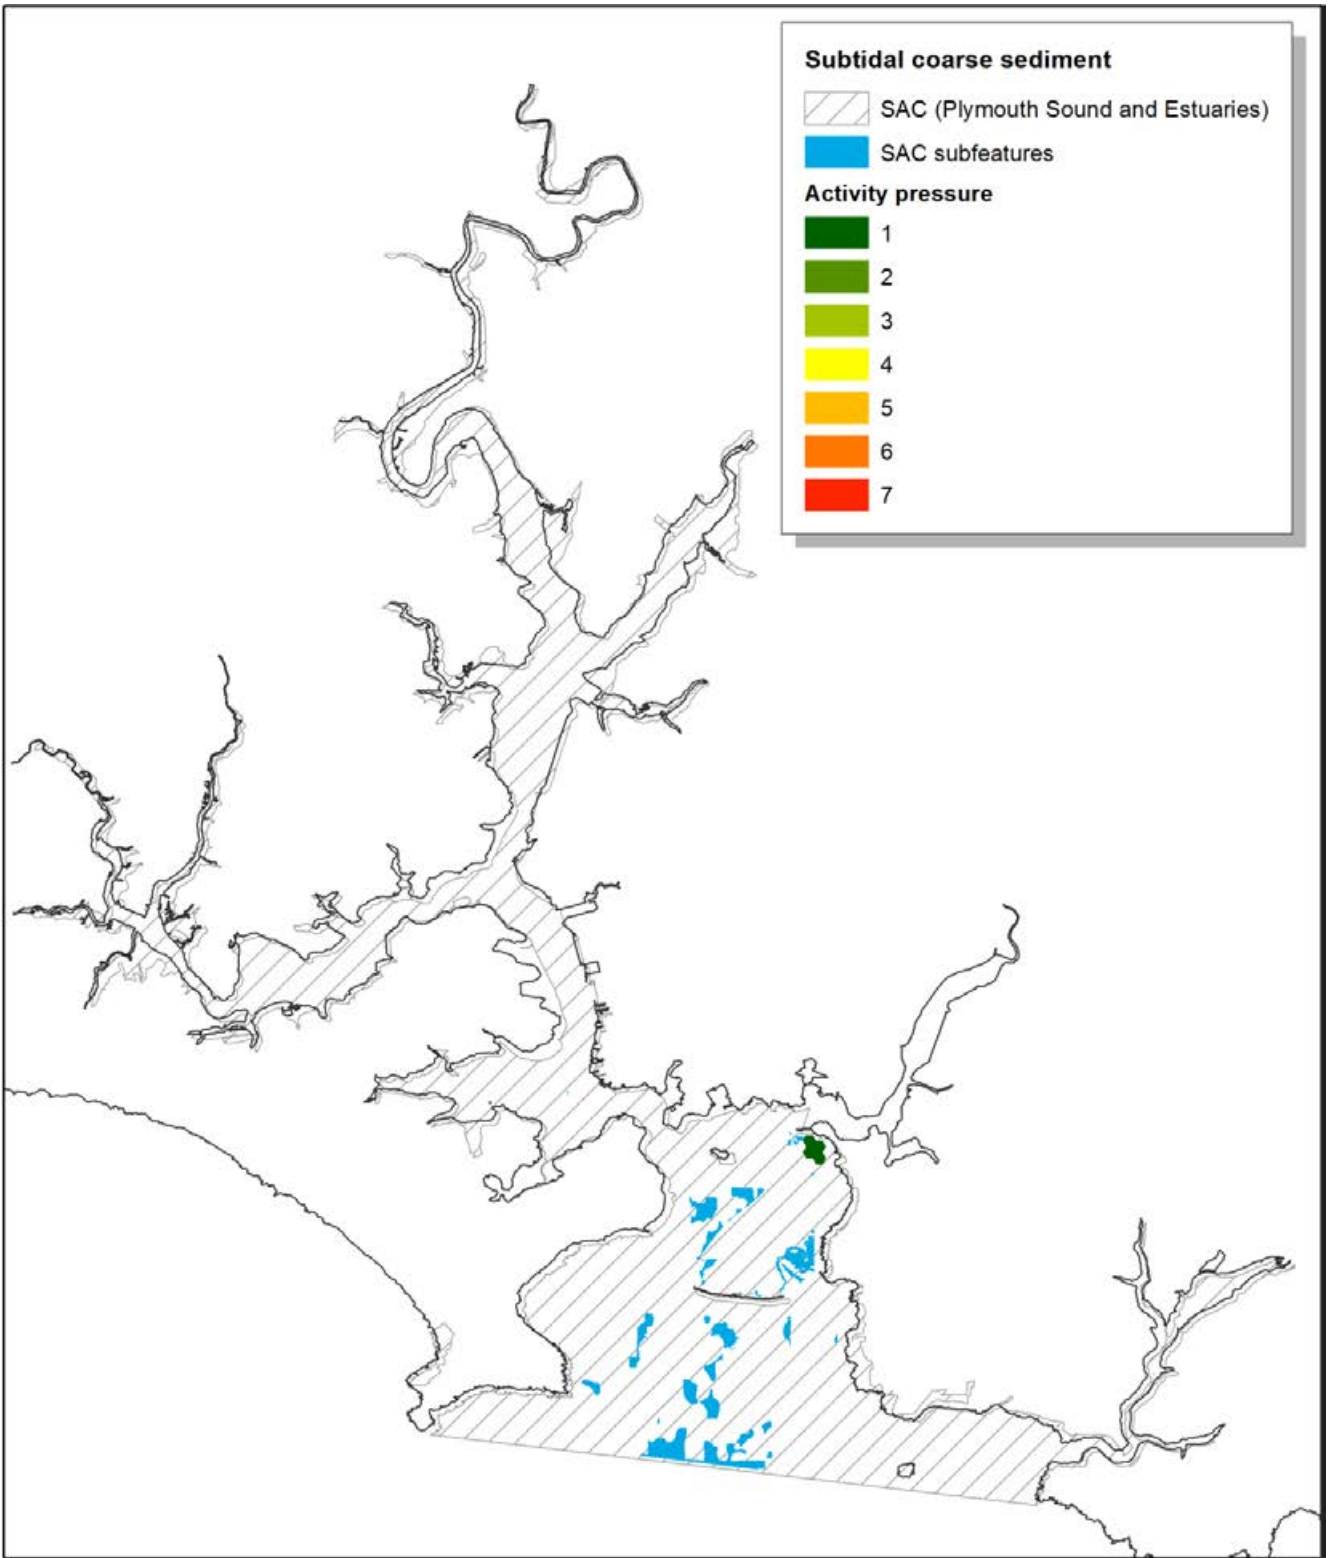 Subtidal coarse sediment
SAC (Plymouth Sound and Estuaries)
SAC subfeatures
Activity pressure
1
2
3
4
5
6
7